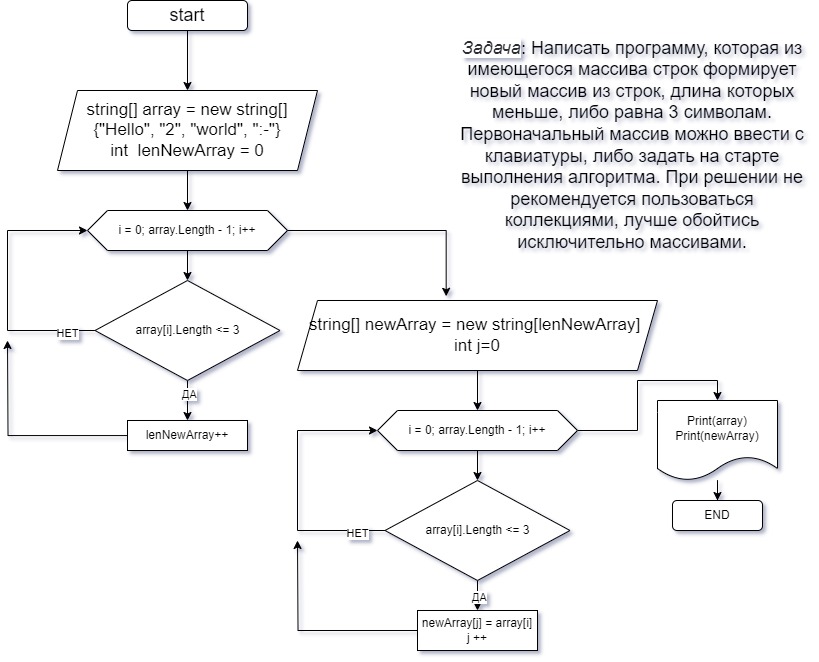 start
Задача: Написать программу, которая из
имеющегося массива строк формирует
новый массив из строк, длина которых
меньше, либо равна 3 символам.
Первоначальный массив можно ввести с
клавиатуры, либо задать на старте
выполнения алгоритма. При решении не
рекомендуется пользоваться
коллекциями, лучше обойтись
исключительно массивами.
string[] array = new string[]
{"Hello", "2", "world", ":-"}
int lenNewArray = 0
i = 0; array.Length - 1; i++
array[i].Length <= 3
НЕТ
ДА
lenNewArray++
string[] newArray = new string[lenNewArray]
int j=0
i = 0; array.Length - 1; i++
array[i].Length <= 3
НЕТ
ДА
newArray[j] = array[i]
j ++
Print(array)
Print(newArray)
END